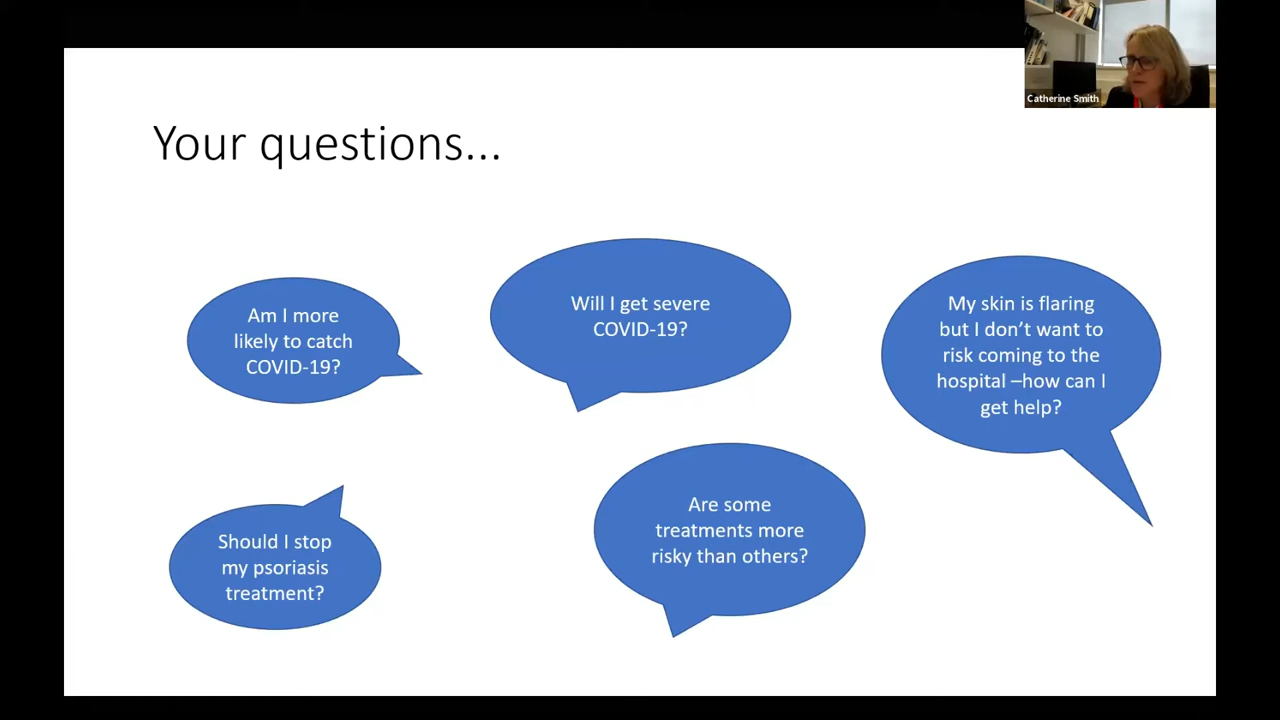 Catherine Smith
Your questions...
Am I more
likely to catch
COVID-19?
Will I get severe
COVID-19?
My skin is flaring
but I don’t want to
risk coming to the
hospital –how can I
get help?
Should I stop
my psoriasis
treatment?
Are some
treatments more
risky than others?